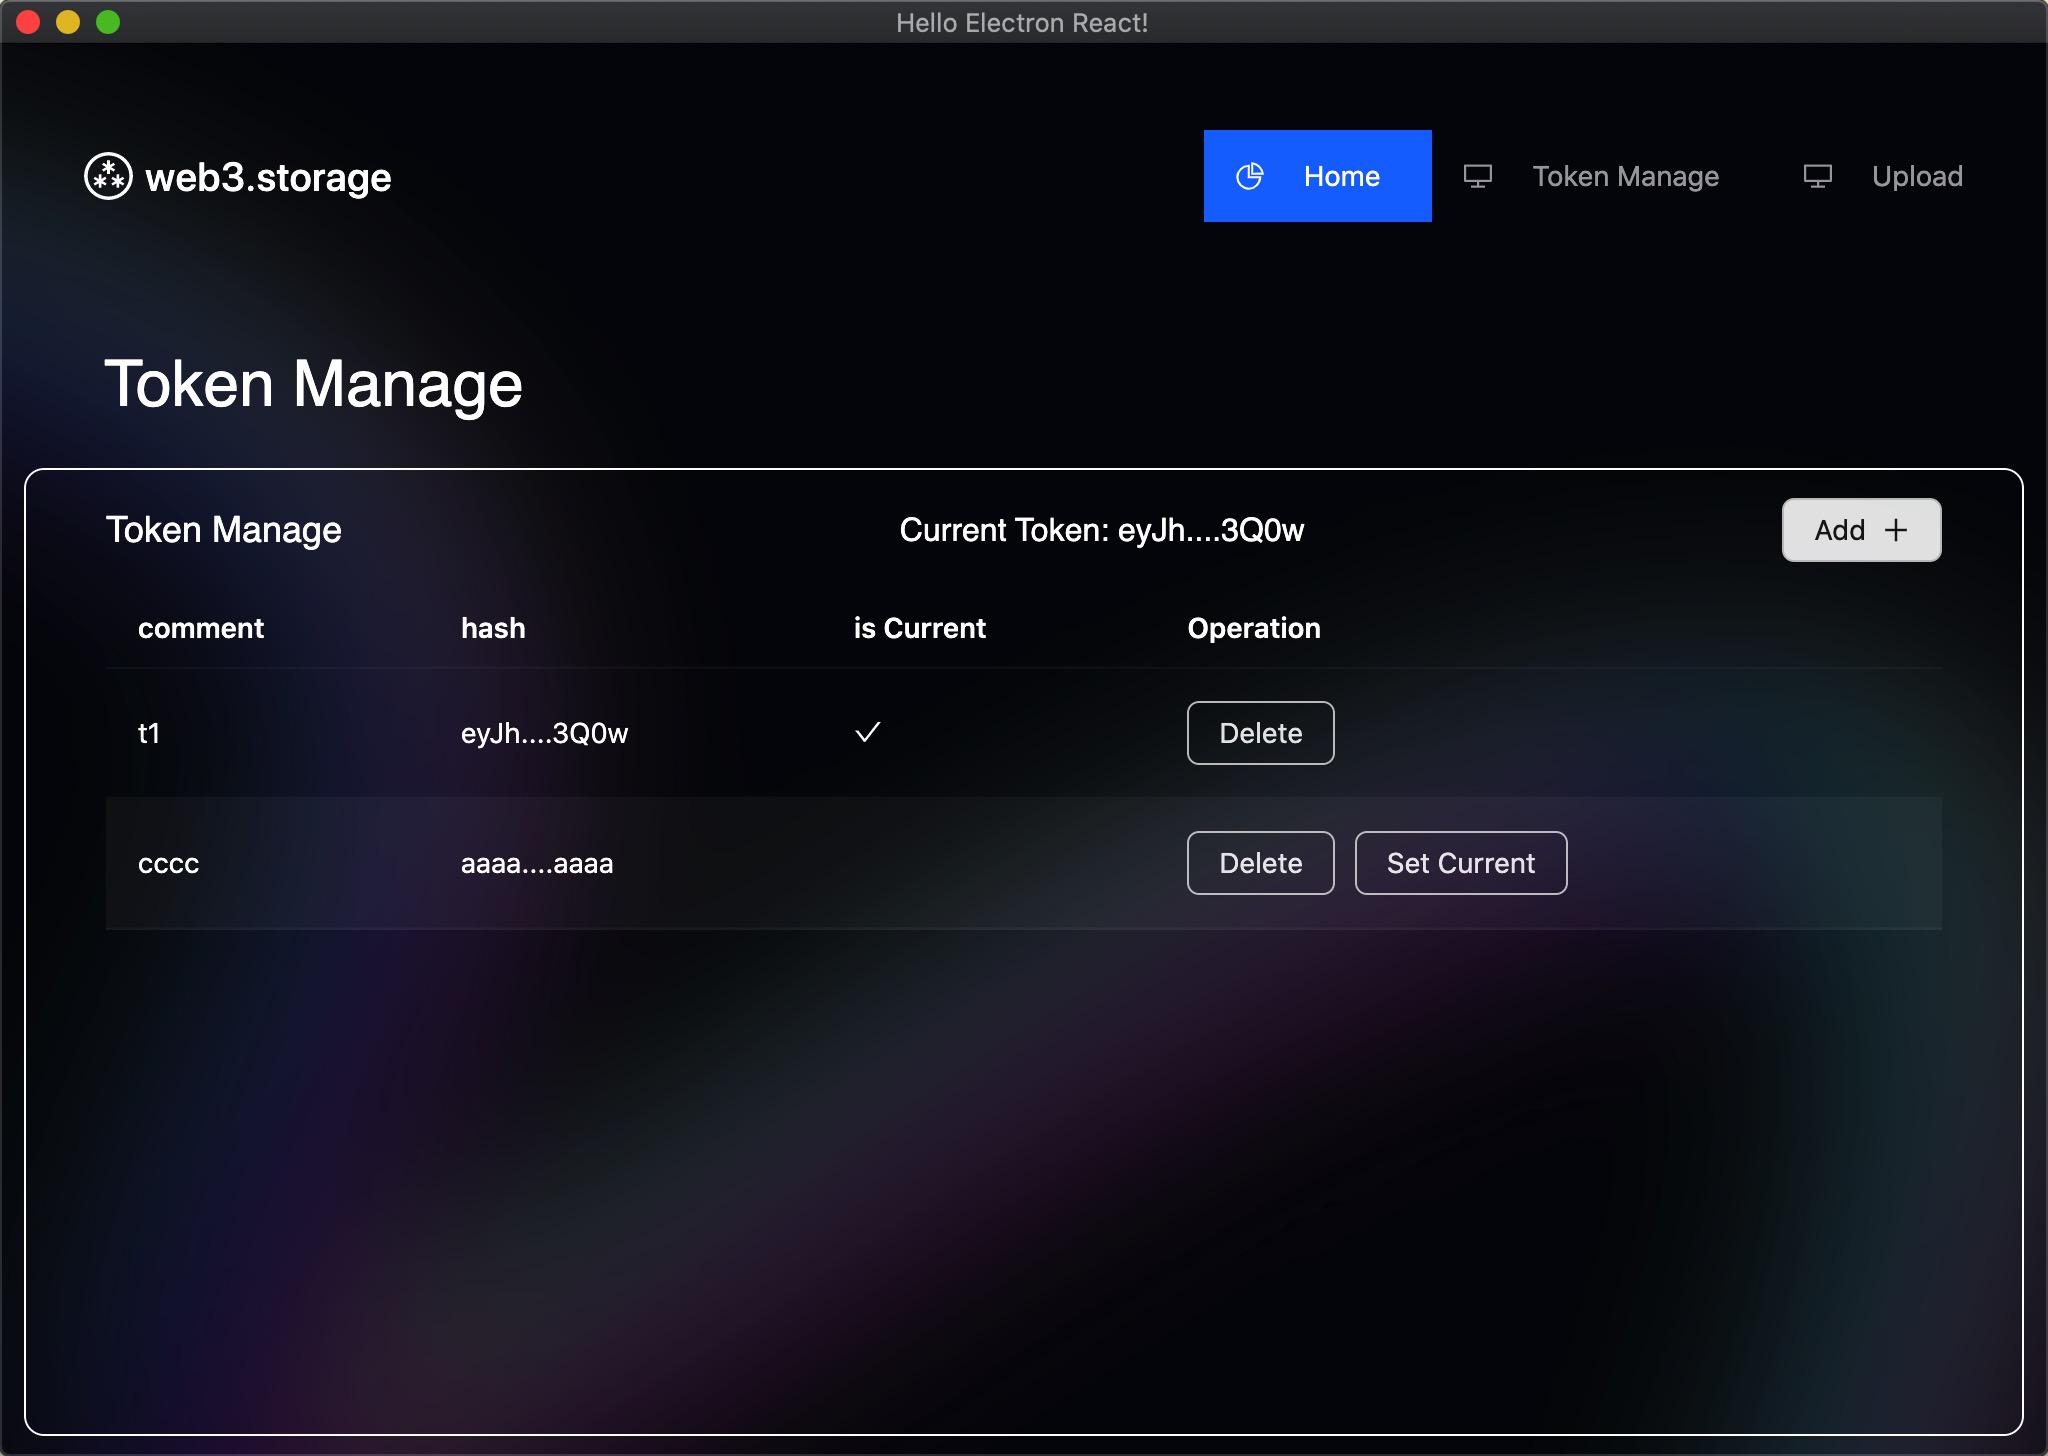 Hello Electron React!
web3.storage
Home
Token Manage
Upload
Token Manage
Token Manage
Current Token: eyJh....3Q0w
Add +
comment hash is Current Operation
t1 eyJh....3Q0w ✓ Delete
cccc aaaa....aaaa Delete Set Current